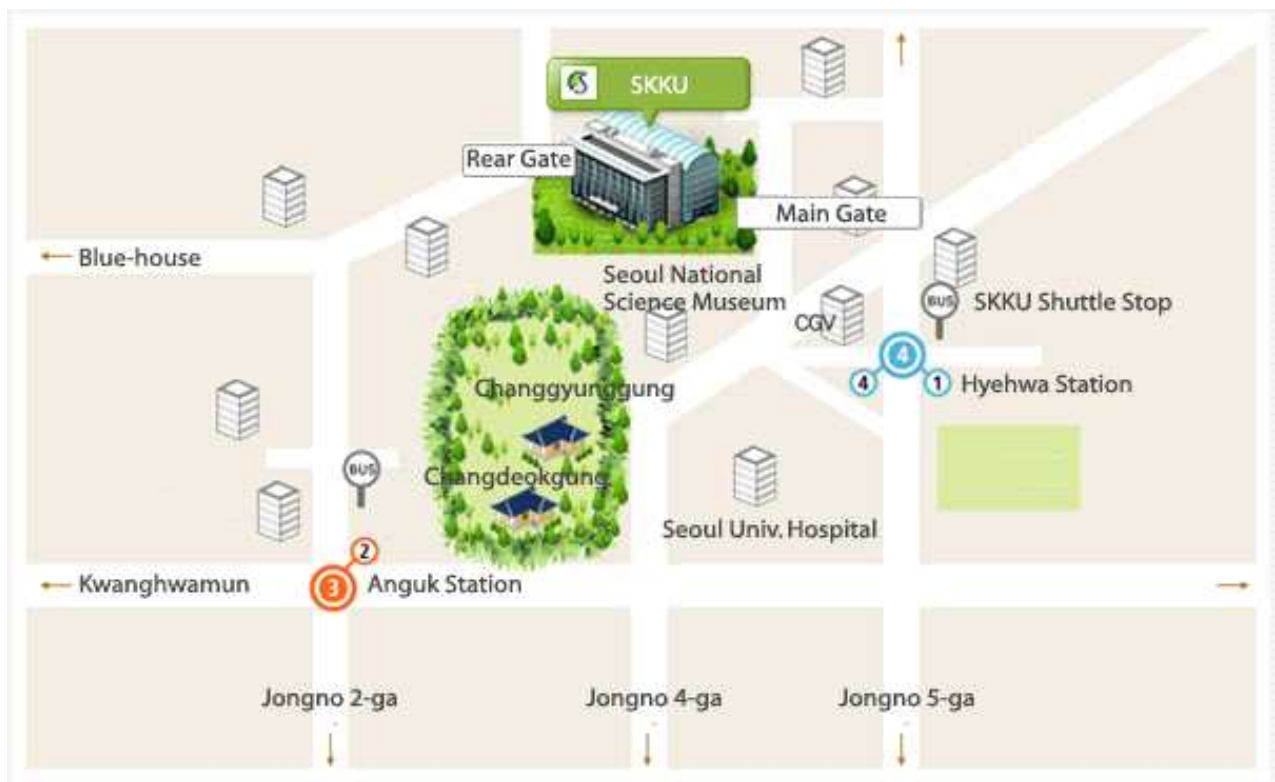 SKKU
Rear Gate
Main Gate
Blue-house
Seoul National
Science Museum
BUS
SKKU Shuttle Stop
CGV
4
4
1
Hyehwa Station
Changgyunggung
BUS
Changdeokgung
Seoul Univ. Hospital
2
Kwanghwamun
3
Anguk Station
Jongno 2-ga
Jongno 4-ga
Jongno 5-ga